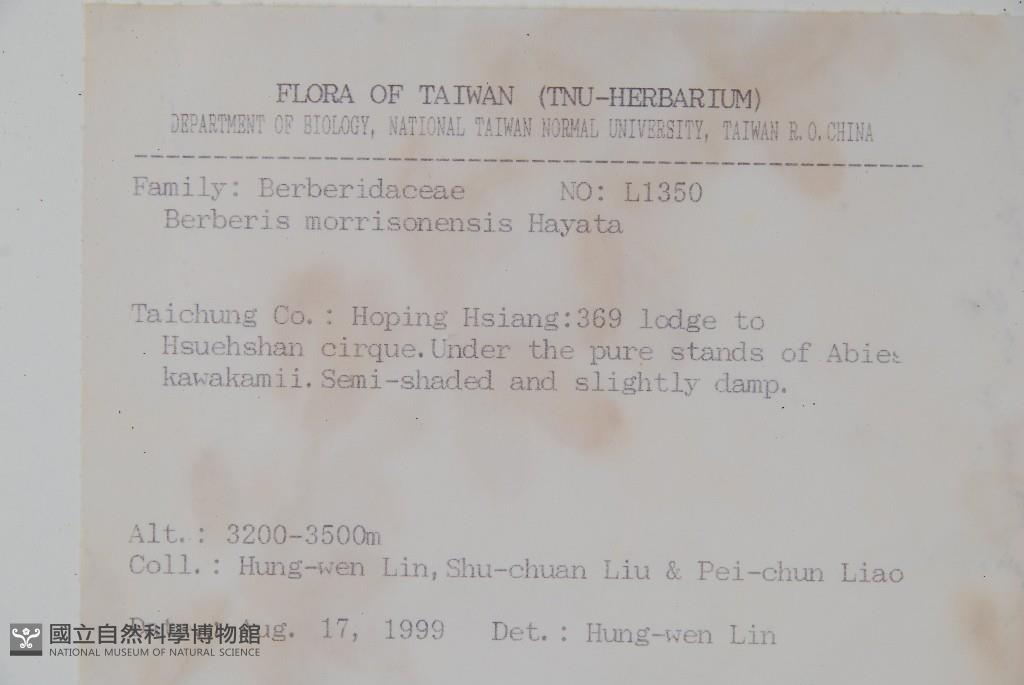 FLORA OF TAIWAN (TNU-HERBARIUM)
DEPARTMENT OF BIOLOGY, NATIONAL TAIWAN NORMAL UNIVERSITY, TAIWAN R.O.CHINA
Family: Berberidaceae NO: L1350
Berberis morrisonensis Hayata
Taichung Co.: Hoping Hsiang:369 lodge to
Hsuehshan cirque.Under the pure stands of Abies
kawakamii.Semi-shaded and slightly damp.
Alt.: 3200-3500m
Coll.: Hung-wen Lin,Shu-chuan Liu & Pei-chun Liao
Aug. 17, 1999 Det.: Hung-wen Lin
國立自然科學博物館
NATIONAL MUSEUM OF NATURAL SCIENCE